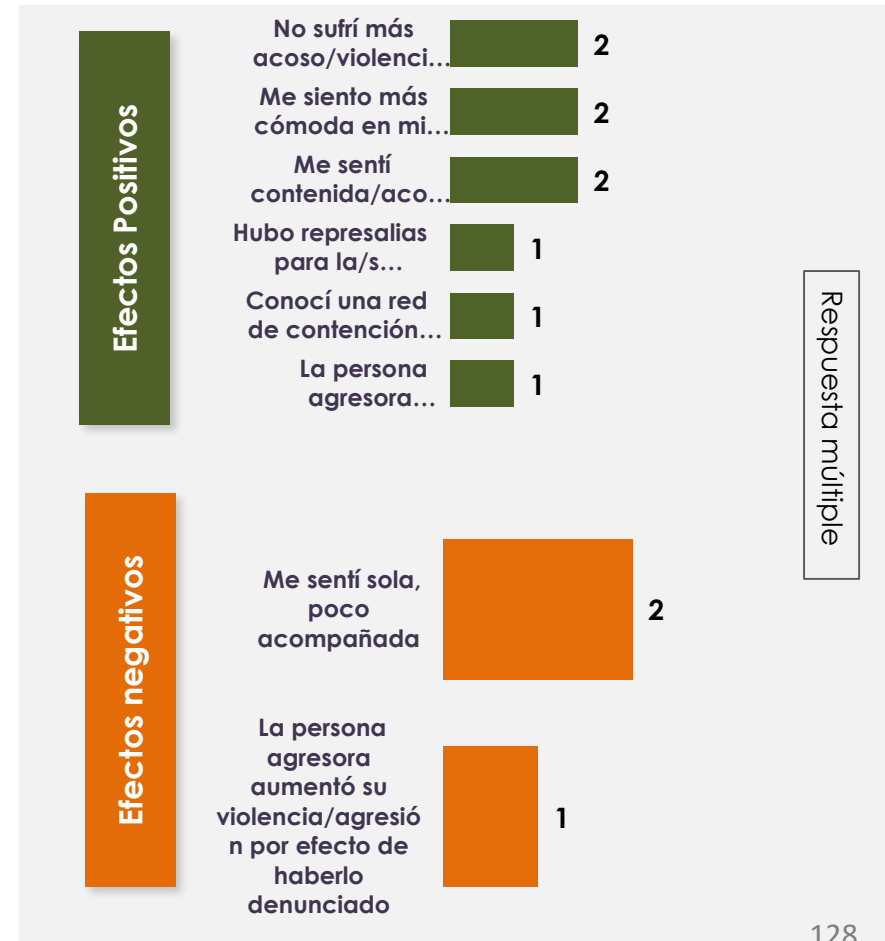 Efectos Positivos
No sufrí más
acoso/violenci...
2
Me siento más
cómoda en mi...
2
Me sentí
contenida/aco...
2
Hubo represalias
para la/s...
1
Conocí una red
de contención...
1
La persona
agresora...
1
Respuesta múltiple
Efectos negativos
Me sentí sola,
poco
acompañada
2
La persona
agresora
aumentó su
violencia/agresió
n por efecto de
haberlo
denunciado
1
128